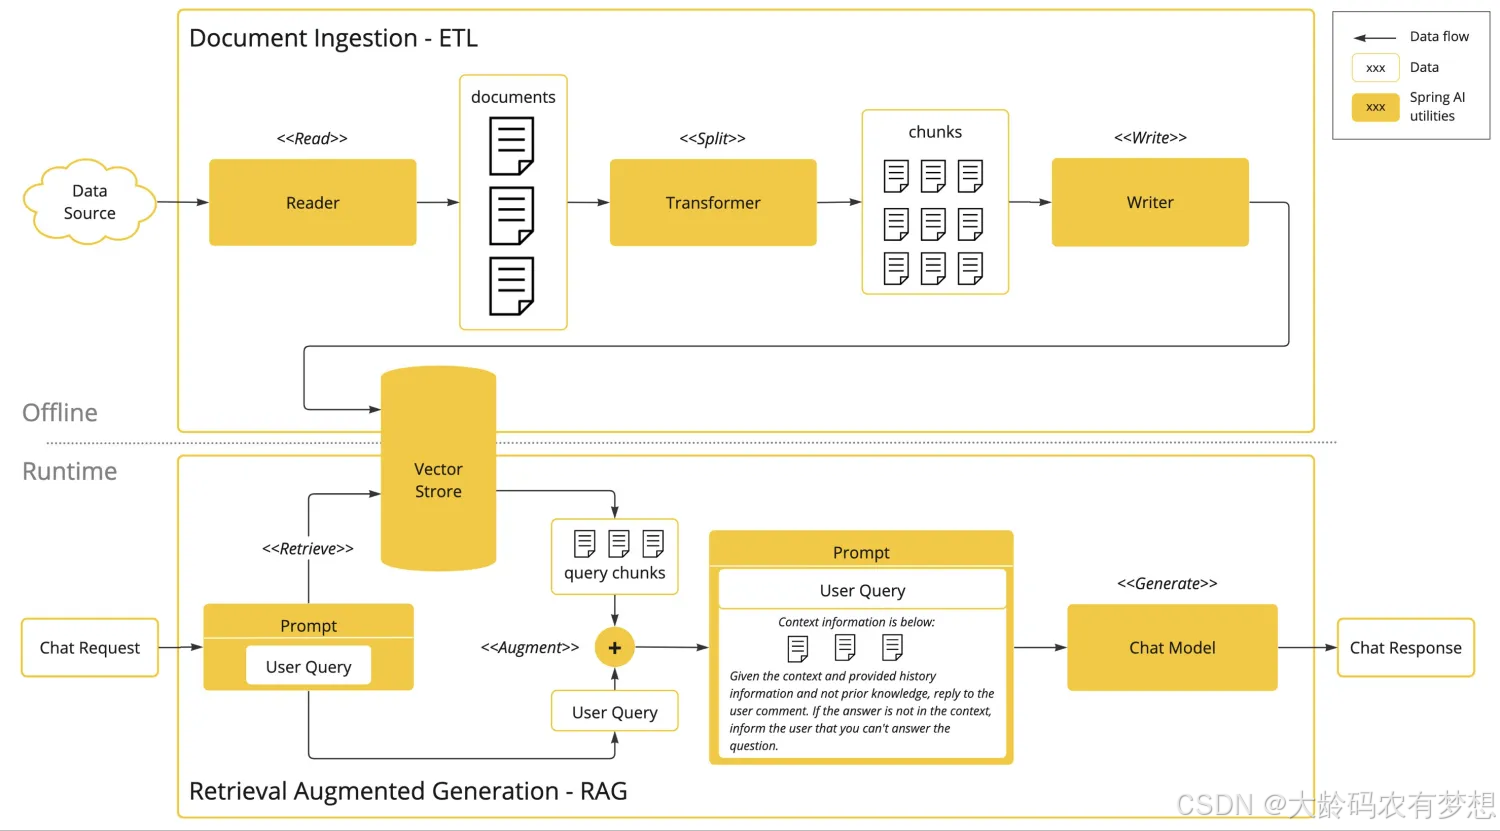 Document Ingestion - ETL
Data flow
xxx
Data
xxx
Spring AI
utilities
Data
Source
<<Read>>
Reader
documents
<<Split>>
Transformer
chunks
<<Write>>
Writer
Offline
Runtime
Vector
Strore
<<Retrieve>>
query chunks
Chat Request
Prompt
User Query
<<Augment>>
+
User Query
Prompt
User Query
Context information is below:
Given the context and provided history
information and not prior knowledge, reply to the
user comment. If the answer is not in the context,
inform the user that you can't answer the
question.
<<Generate>>
Chat Model
Chat Response
Retrieval Augmented Generation - RAG
CSDN @大龄码农有梦想